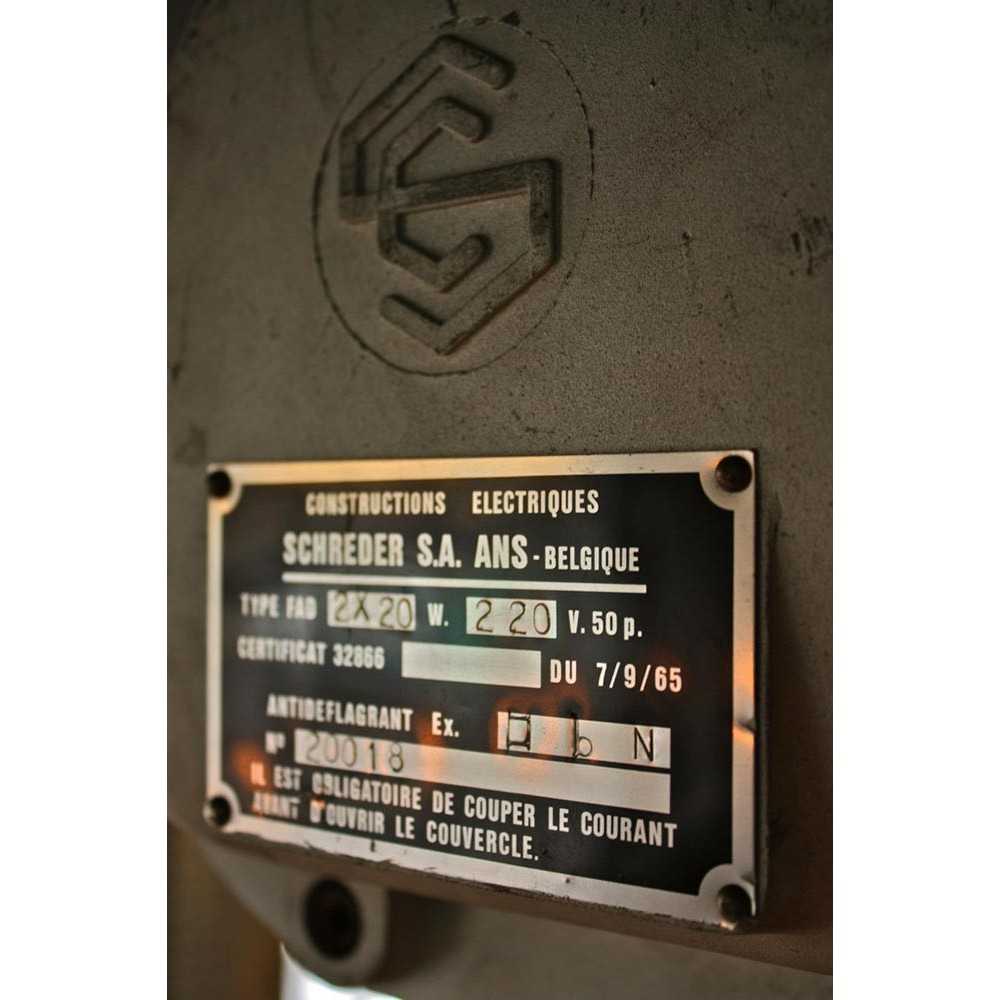 CONSTRUCTIONS ELECTRIQUES
SCHREDER S.A. ANS - BELGIQUE
TYPE FAD 2X20 W. 220 V. 50 p.
CERTIFICAT 32866 DU 7/9/65
ANTIDEFLAGRANT Ex. b N
N° 20018
IL EST OBLIGATOIRE DE COUPER LE COURANT
AVANT D'OUVRIR LE COUVERCLE.